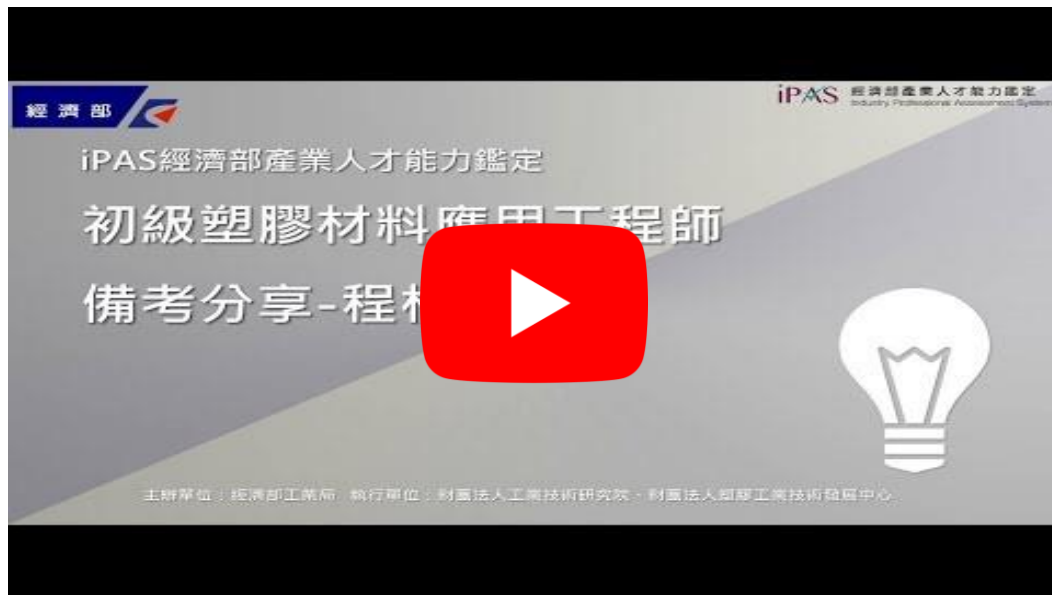 經濟部
iPAS 經濟部產業人才能力鑑定
Industry Professional Assessment System
iPAS經濟部產業人才能力鑑定
初級塑膠材料應用工程師
備考分享-程
主辦單位：經濟部工業局 執行單位：財團法人工業技術研究院、財團法人塑膠工業技術發展中心